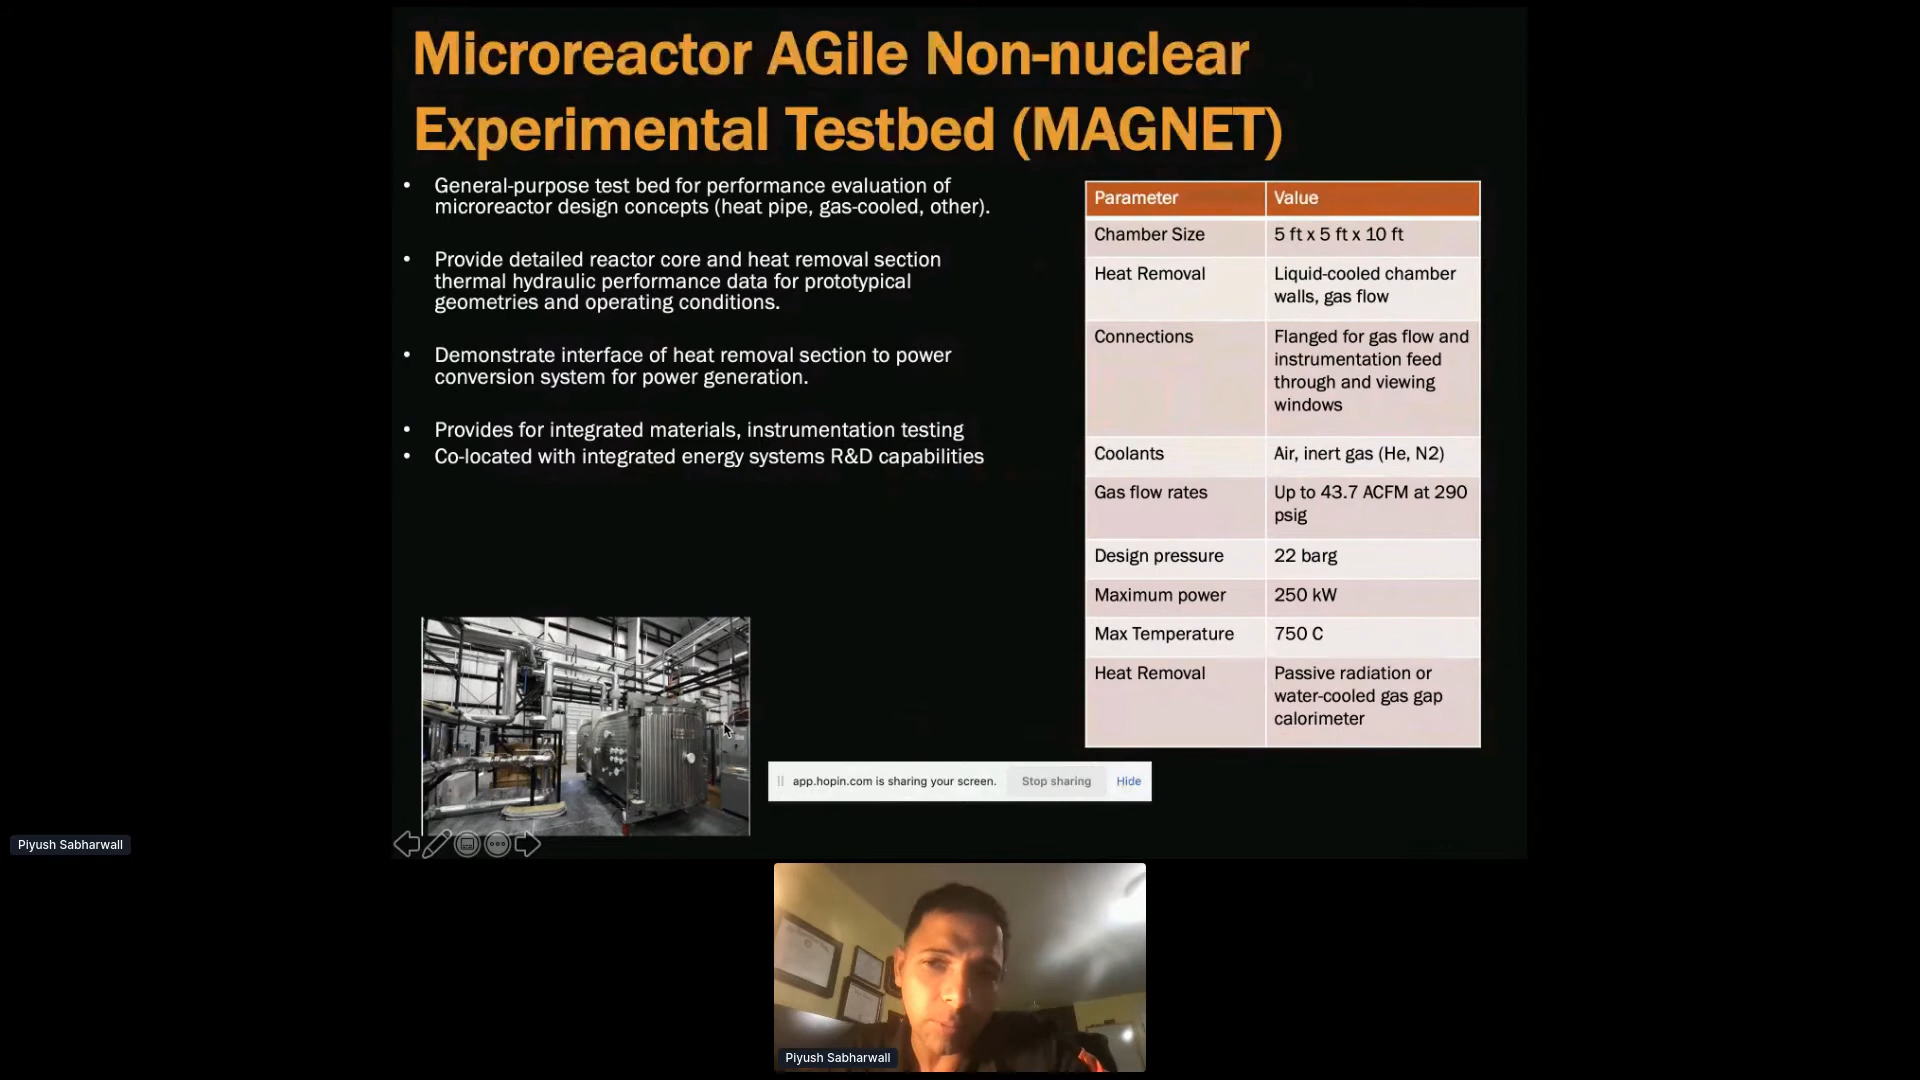 Microreactor AGile Non-nuclear
Experimental Testbed (MAGNET)
• General-purpose test bed for performance evaluation of
microreactor design concepts (heat pipe, gas-cooled, other).
• Provide detailed reactor core and heat removal section
thermal hydraulic performance data for prototypical
geometries and operating conditions.
• Demonstrate interface of heat removal section to power
conversion system for power generation.
• Provides for integrated materials, instrumentation testing
• Co-located with integrated energy systems R&D capabilities
Parameter Value
Chamber Size 5 ft x 5 ft x 10 ft
Heat Removal Liquid-cooled chamber
walls, gas flow
Connections Flanged for gas flow and
instrumentation feed
through and viewing
windows
Coolants Air, inert gas (He, N2)
Gas flow rates Up to 43.7 ACFM at 290
psig
Design pressure 22 barg
Maximum power 250 kW
Max Temperature 750 C
Heat Removal Passive radiation or
water-cooled gas gap
calorimeter
app.hopin.com is sharing your screen. Stop sharing Hide
Piyush Sabharwall
Piyush Sabharwall